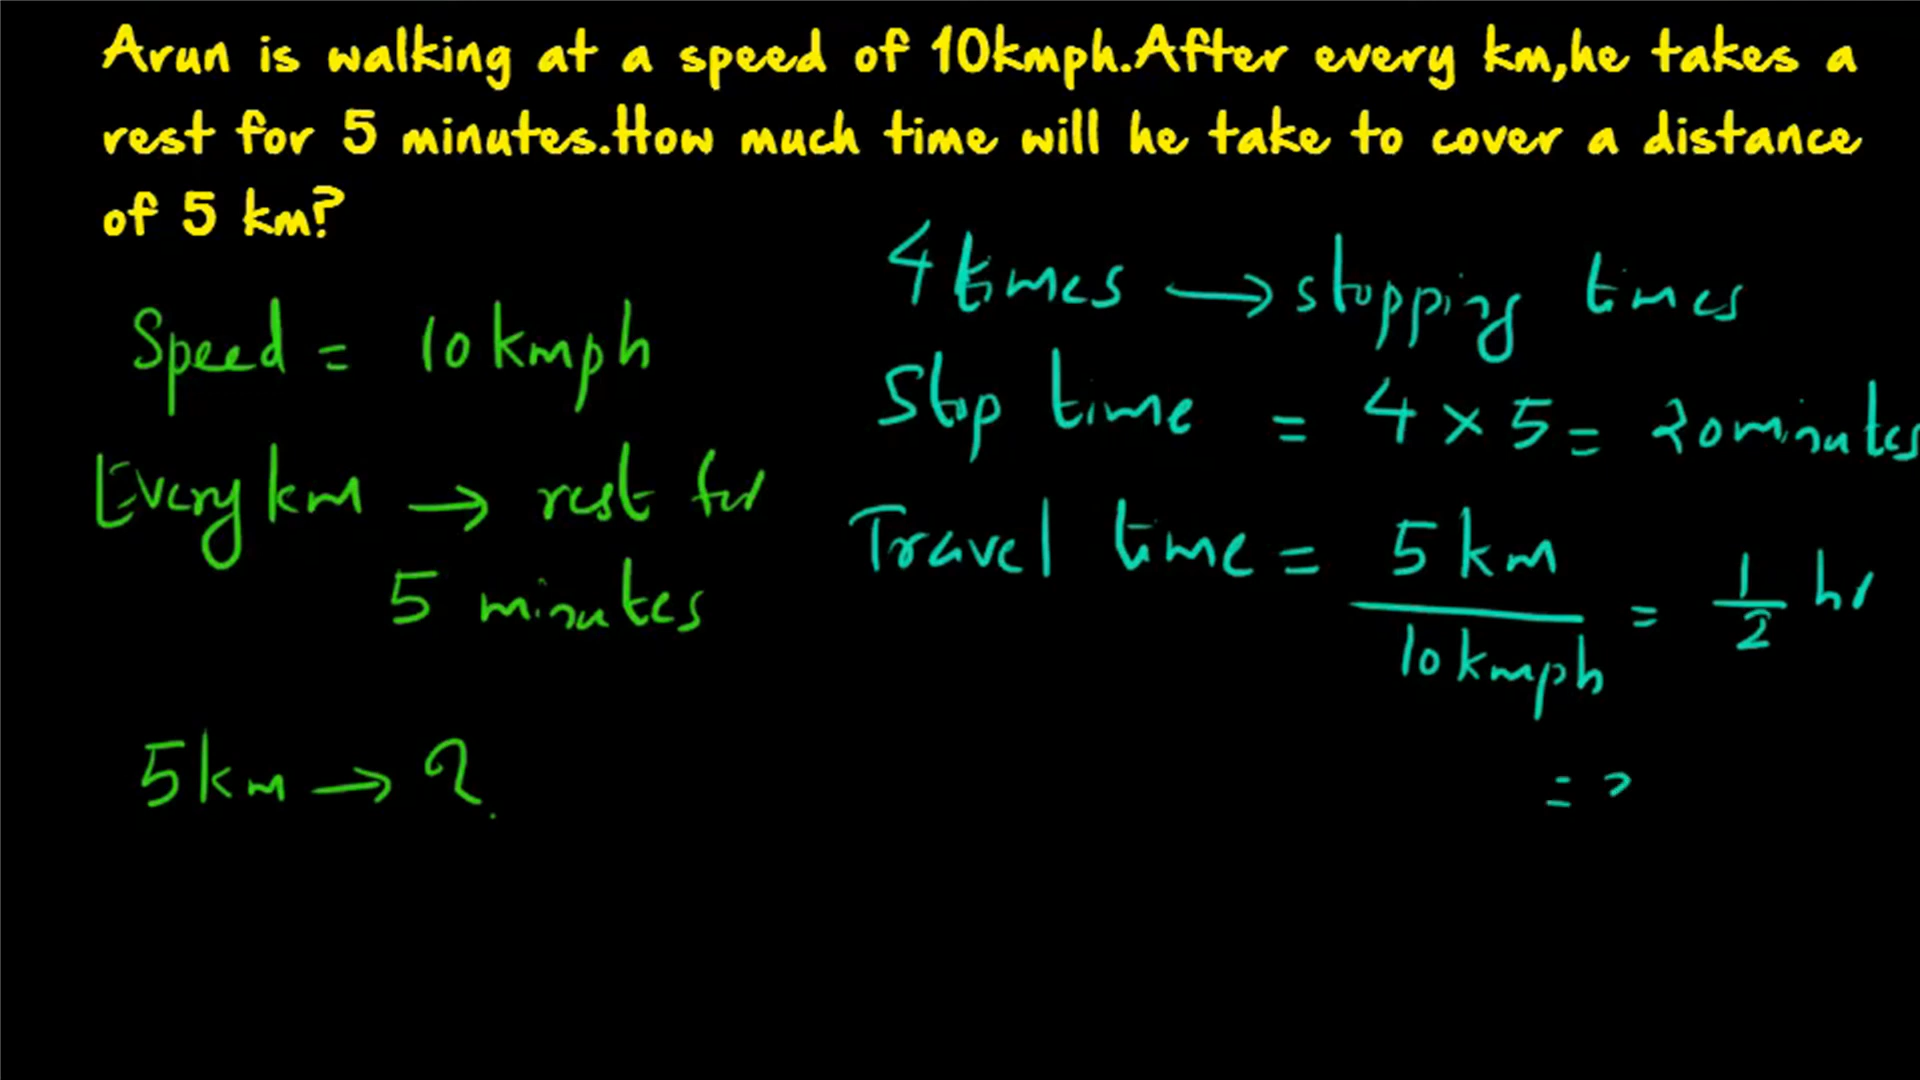 Arun is walking at a speed of 10kmph.After every km,he takes a
rest for 5 minutes.How much time will he take to cover a distance
of 5 km?
Speed = 10 kmph
Every km → rest for
5 minutes
5 km → ?
4 times → stopping times
Stop time = 4 × 5 = 20 minutes
Travel time = 5 km / 10 kmph = 1/2 hr
=